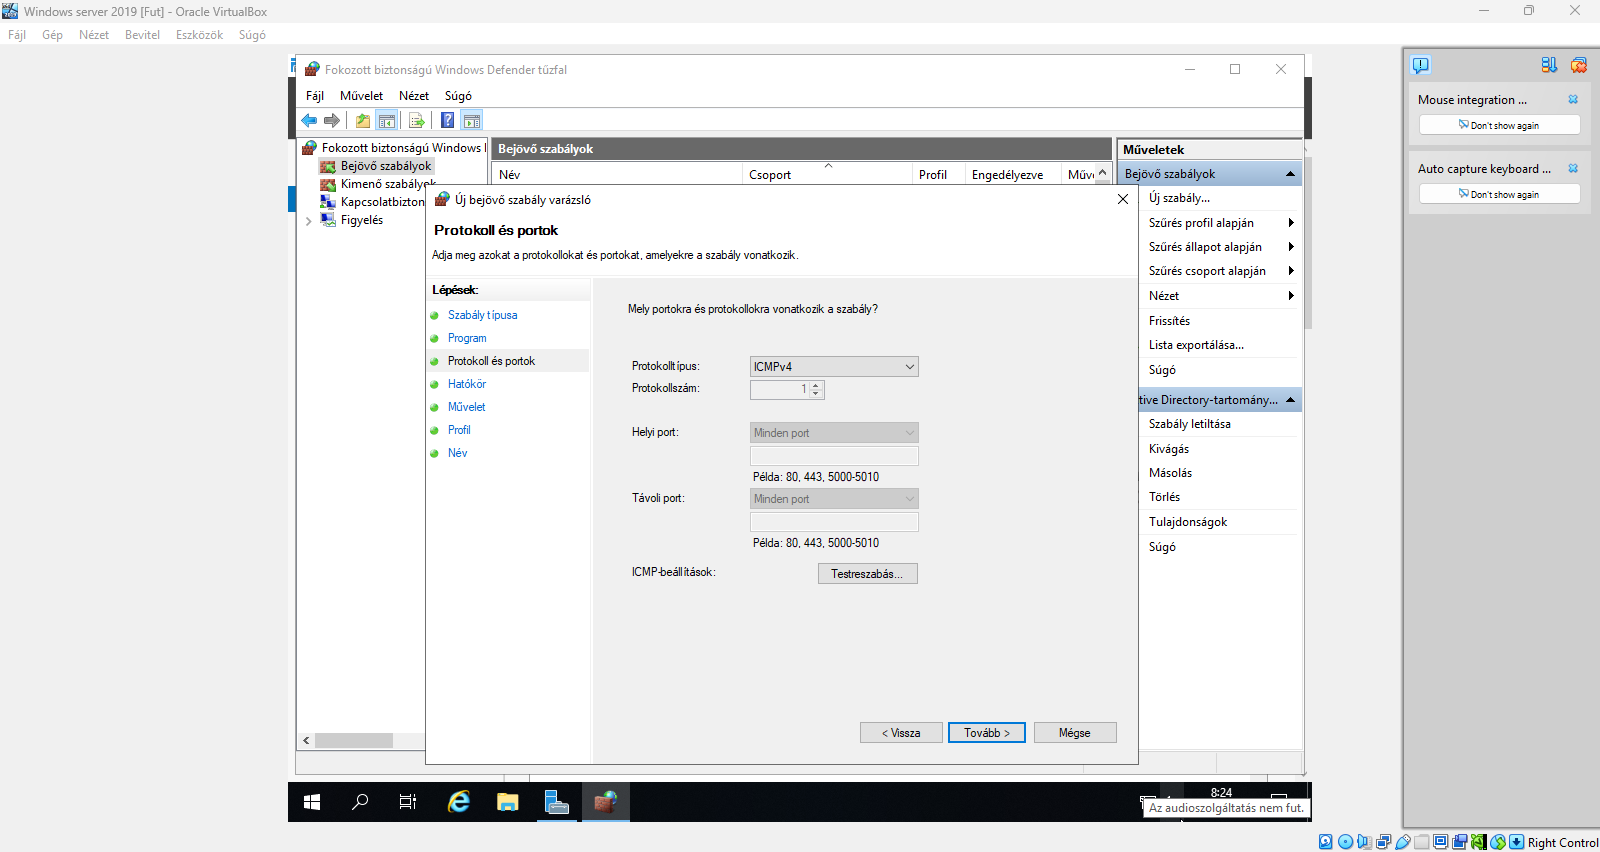 Windows server 2019 [Fut] - Oracle VirtualBox
Fájl Gép Nézet Bevitel Eszközök Súgó
Fokozott biztonságú Windows Defender tűzfal
Fájl Művelet Nézet Súgó
Fokozott biztonságú Windows
Bejövő szabályok
Kimenő szabályok
Kapcsolatbizton
Figyelés
Bejövő szabályok
Név Csoport Profil Engedélyezve Műv
Új bejövő szabály varázsló
Protokoll és portok
Adja meg azokat a protokollokat és portokat, amelyekre a szabály vonatkozik.
Lépések:
Szabály típusa
Program
Protokoll és portok
Hatókör
Művelet
Profil
Név
Mely portokra és protokollokra vonatkozik a szabály?
Protokolltípus: ICMPv4
Protokollszám: 1
Helyi port: Minden port
Példa: 80, 443, 5000-5010
Távoli port: Minden port
Példa: 80, 443, 5000-5010
ICMP-beállítások: Testreszabás...
< Vissza Tovább > Mégse
Műveletek
Bejövő szabályok
Új szabály...
Szűrés profil alapján
Szűrés állapot alapján
Szűrés csoport alapján
Nézet
Frissítés
Lista exportálása...
Súgó
tive Directory-tartomány...
Szabály letiltása
Kivágás
Másolás
Törlés
Tulajdonságok
Súgó
Mouse integration ...
Don't show again
Auto capture keyboard ...
Don't show again
8:24
Az audioszolgáltatás nem fut.
Right Control